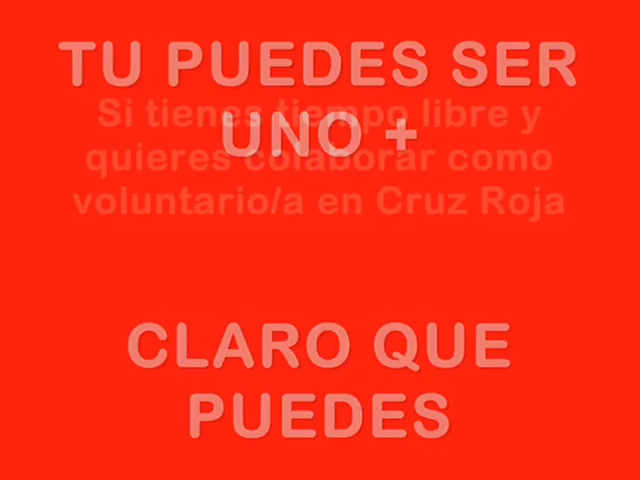 TU PUEDES SER
UNO +
Si tienes tiempo libre y
quieres colaborar como
voluntario/a en Cruz Roja
CLARO QUE
PUEDES